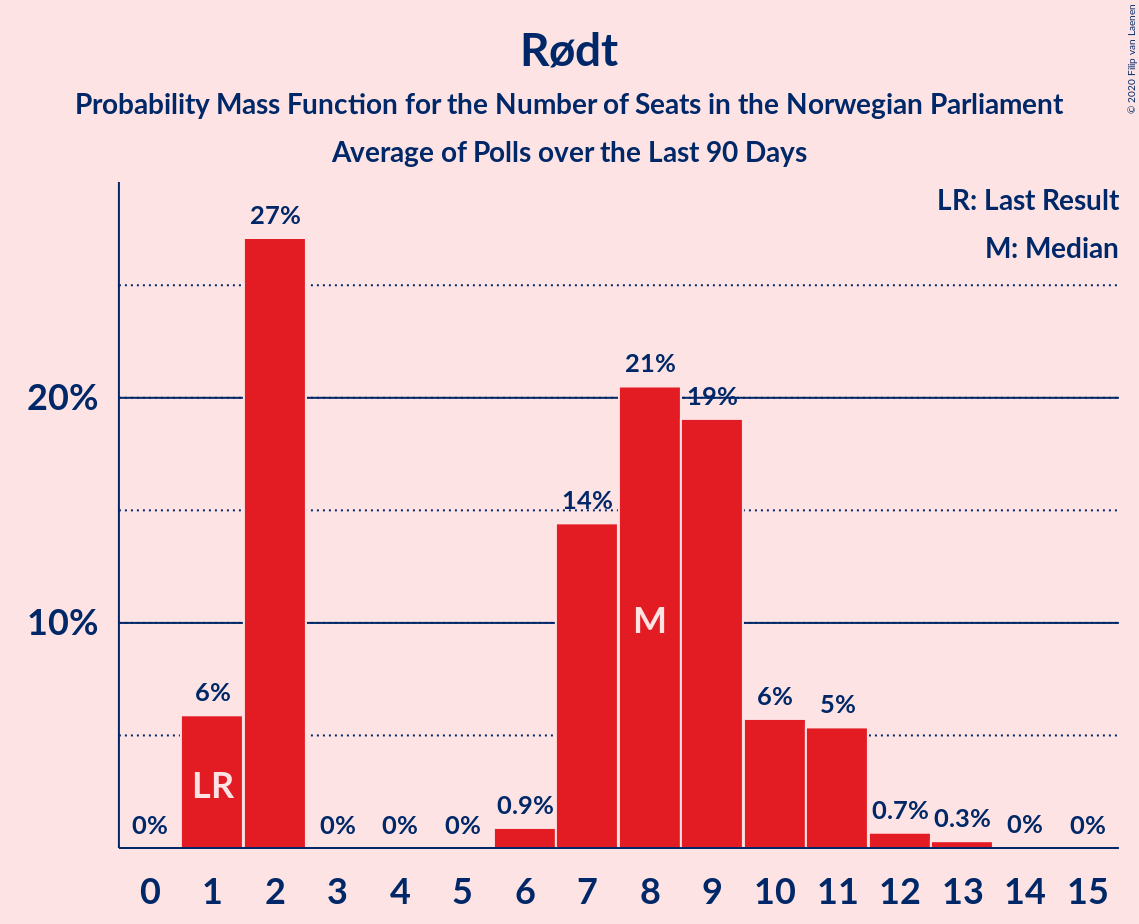 Rødt
Probability Mass Function for the Number of Seats in the Norwegian Parliament
Average of Polls over the Last 90 Days
© 2020 Filip van Laenen
LR: Last Result
M: Median
27%
21%
20%
19%
14%
10%
M
6%
6%
5%
LR
0%
0%
0%
0%
0.9%
0.7%
0.3%
0%
0%
0 1 2 3 4 5 6 7 8 9 10 11 12 13 14 15